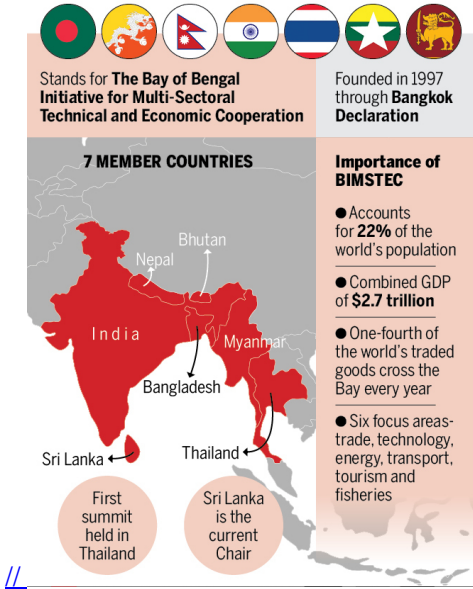 Stands for The Bay of Bengal
Initiative for Multi-Sectoral
Technical and Economic Cooperation
Founded in 1997
through Bangkok
Declaration
7 MEMBER COUNTRIES
Bhutan
Nepal
India
Myanmar
Bangladesh
Sri Lanka
Thailand
First
summit
held in
Thailand
Sri Lanka
is the
current
Chair
Importance of
BIMSTEC
● Accounts
for 22% of the
world's population
● Combined GDP
of $2.7 trillion
● One-fourth of
the world's traded
goods cross the
Bay every year
● Six focus areas-
trade, technology,
energy, transport,
tourism and
fisheries
//